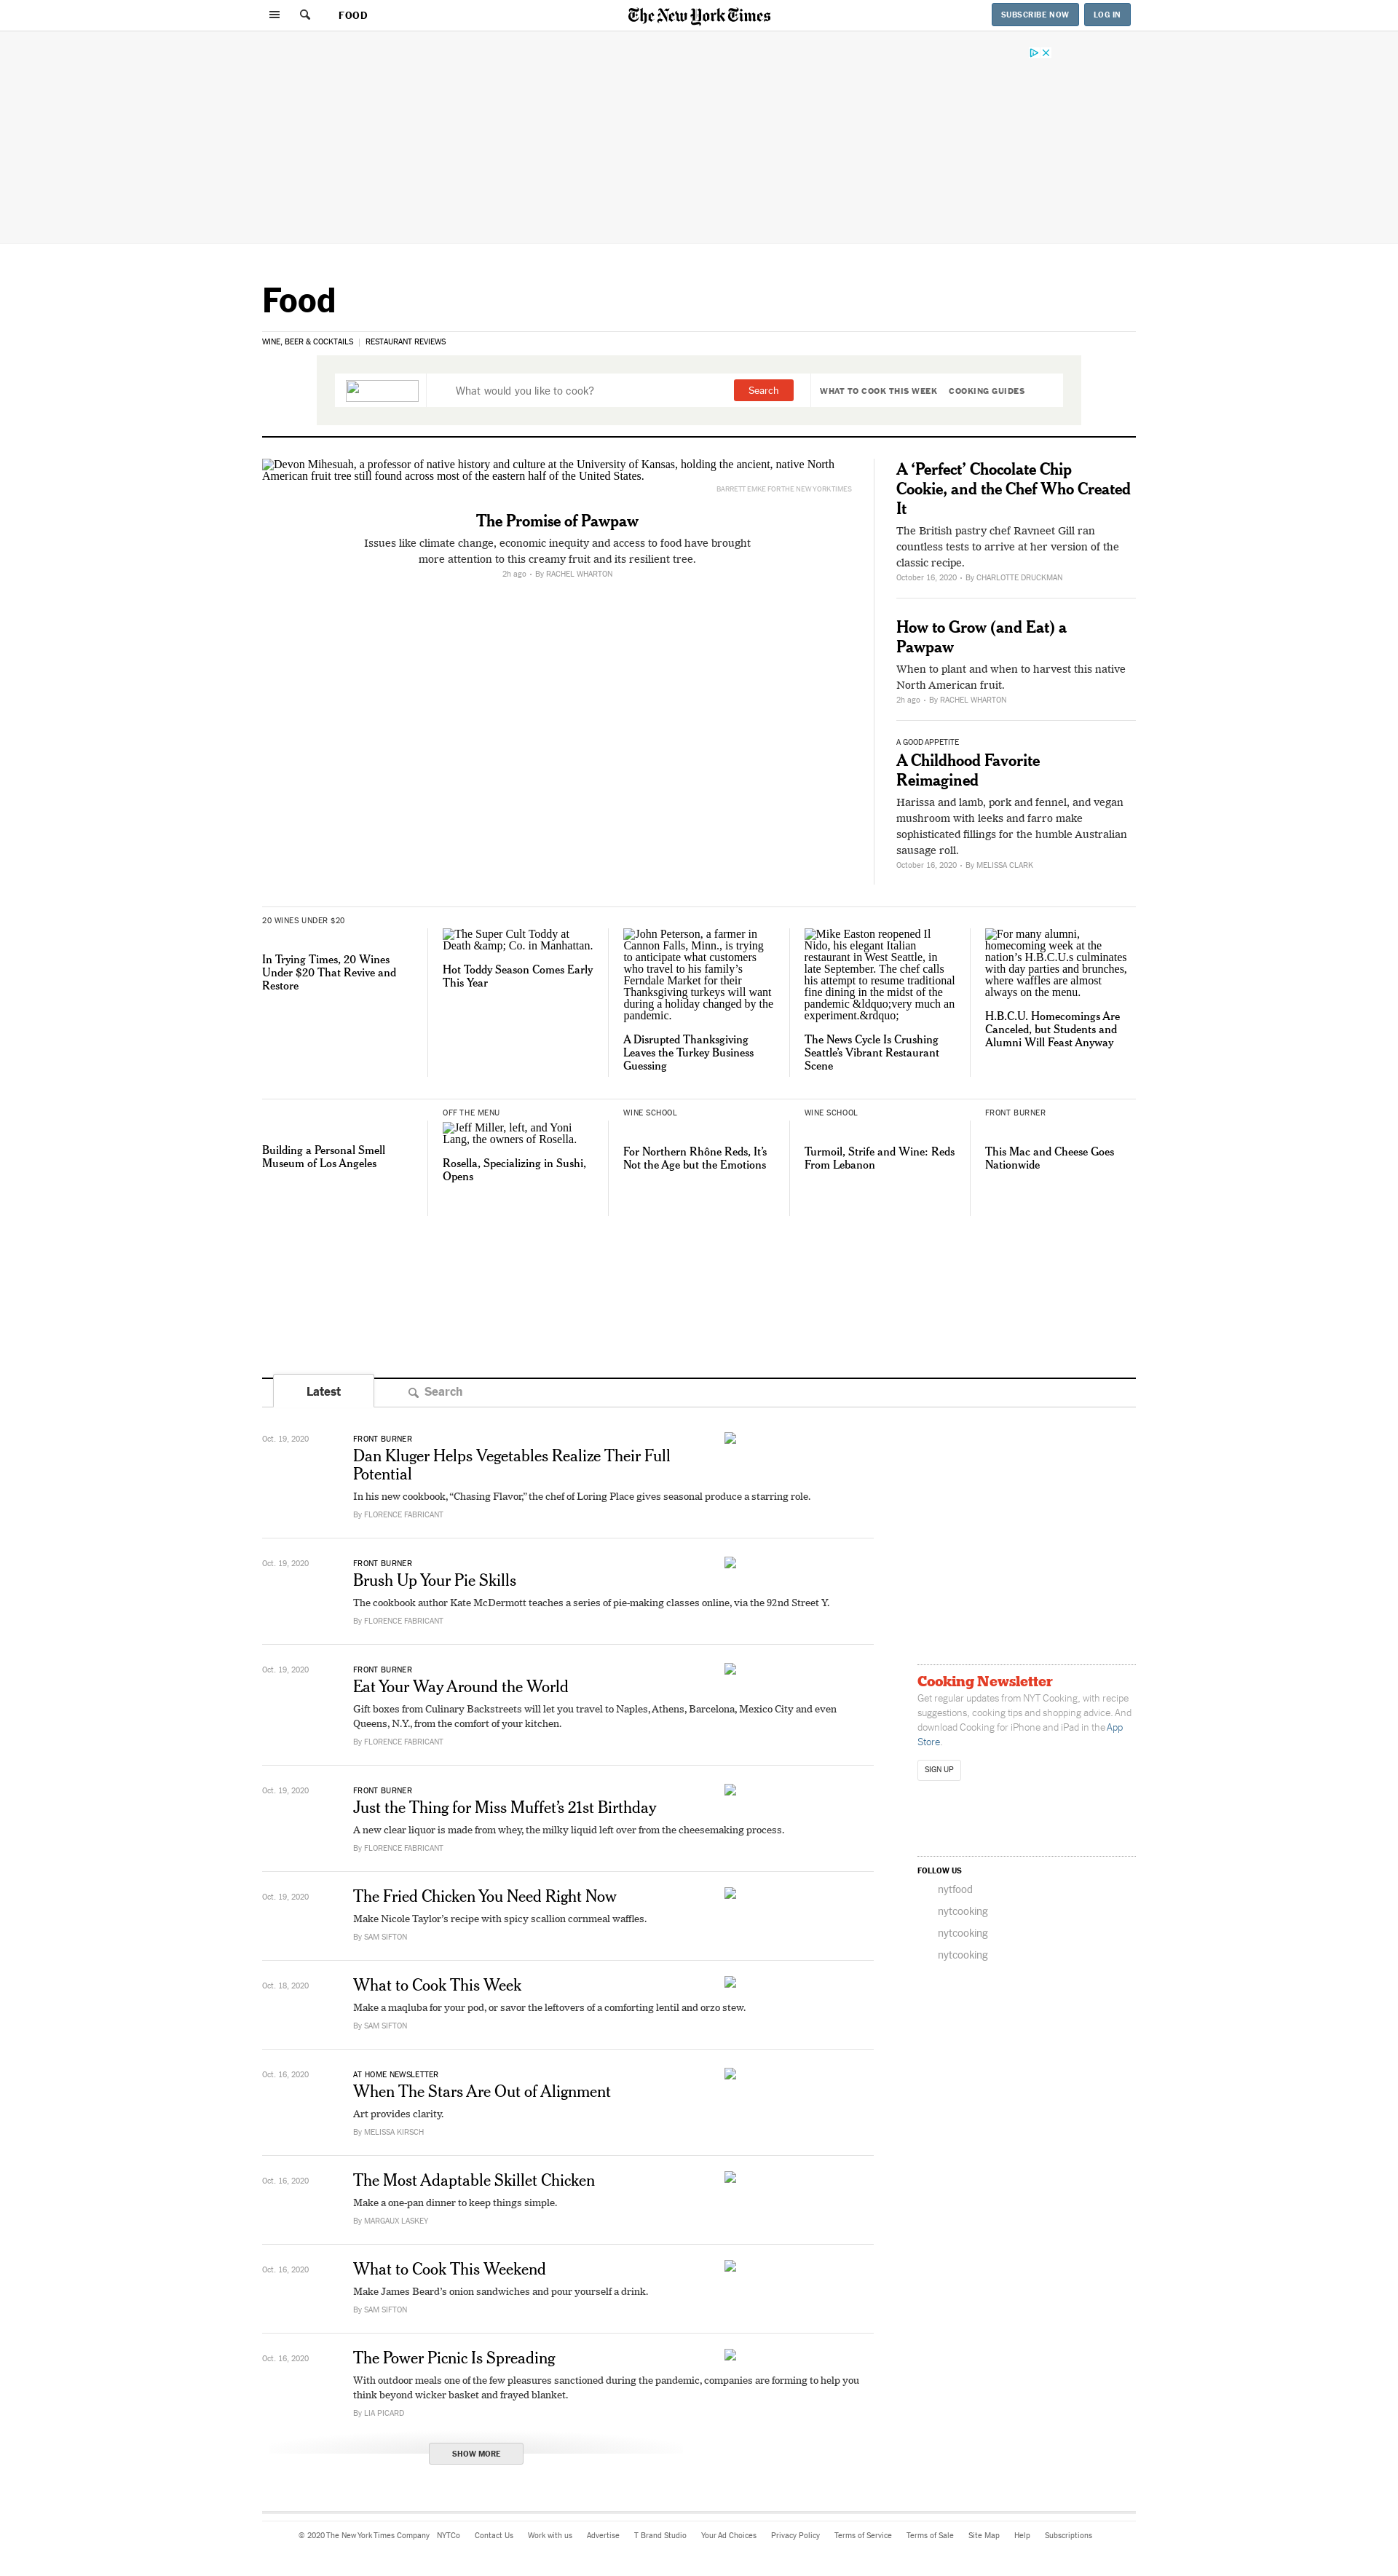 FOOD
The New York Times
SUBSCRIBE NOW
LOG IN
Food
WINE, BEER & COCKTAILS | RESTAURANT REVIEWS
What would you like to cook?
Search
WHAT TO COOK THIS WEEK
COOKING GUIDES
Devon Mihesuah, a professor of native history and culture at the University of Kansas, holding the ancient, native North
American fruit tree still found across most of the eastern half of the United States.
BARRETT EMKE FOR THE NEW YORK TIMES
The Promise of Pawpaw
Issues like climate change, economic inequity and access to food have brought
more attention to this creamy fruit and its resilient tree.
2h ago · By RACHEL WHARTON
A ‘Perfect’ Chocolate Chip
Cookie, and the Chef Who Created
It
The British pastry chef Ravneet Gill ran
countless tests to arrive at her version of the
classic recipe.
October 16, 2020 · By CHARLOTTE DRUCKMAN
How to Grow (and Eat) a
Pawpaw
When to plant and when to harvest this native
North American fruit.
2h ago · By RACHEL WHARTON
A GOOD APPETITE
A Childhood Favorite
Reimagined
Harissa and lamb, pork and fennel, and vegan
mushroom with leeks and farro make
sophisticated fillings for the humble Australian
sausage roll.
October 16, 2020 · By MELISSA CLARK
20 WINES UNDER $20
In Trying Times, 20 Wines
Under $20 That Revive and
Restore
The Super Cult Toddy at
Death &amp; Co. in Manhattan.
Hot Toddy Season Comes Early
This Year
John Peterson, a farmer in
Cannon Falls, Minn., is trying
to anticipate what customers
who travel to his family’s
Ferndale Market for their
Thanksgiving turkeys will want
during a holiday changed by the
pandemic.
A Disrupted Thanksgiving
Leaves the Turkey Business
Guessing
Mike Easton reopened Il
Nido, his elegant Italian
restaurant in West Seattle, in
late September. The chef calls
his attempt to resume traditional
fine dining in the midst of the
pandemic &ldquo;very much an
experiment.&rdquo;
The News Cycle Is Crushing
Seattle’s Vibrant Restaurant
Scene
For many alumni,
homecoming week at the
nation’s H.B.C.U.s culminates
with day parties and brunches,
where waffles are almost
always on the menu.
H.B.C.U. Homecomings Are
Canceled, but Students and
Alumni Will Feast Anyway
Building a Personal Smell
Museum of Los Angeles
OFF THE MENU
Jeff Miller, left, and Yoni
Lang, the owners of Rosella.
Rosella, Specializing in Sushi,
Opens
WINE SCHOOL
For Northern Rhône Reds, It’s
Not the Age but the Emotions
WINE SCHOOL
Turmoil, Strife and Wine: Reds
From Lebanon
FRONT BURNER
This Mac and Cheese Goes
Nationwide
Latest
Search
Oct. 19, 2020
FRONT BURNER
Dan Kluger Helps Vegetables Realize Their Full
Potential
In his new cookbook, “Chasing Flavor,” the chef of Loring Place gives seasonal produce a starring role.
By FLORENCE FABRICANT
Oct. 19, 2020
FRONT BURNER
Brush Up Your Pie Skills
The cookbook author Kate McDermott teaches a series of pie-making classes online, via the 92nd Street Y.
By FLORENCE FABRICANT
Oct. 19, 2020
FRONT BURNER
Eat Your Way Around the World
Gift boxes from Culinary Backstreets will let you travel to Naples, Athens, Barcelona, Mexico City and even
Queens, N.Y., from the comfort of your kitchen.
By FLORENCE FABRICANT
Oct. 19, 2020
FRONT BURNER
Just the Thing for Miss Muffet’s 21st Birthday
A new clear liquor is made from whey, the milky liquid left over from the cheesemaking process.
By FLORENCE FABRICANT
Oct. 19, 2020
The Fried Chicken You Need Right Now
Make Nicole Taylor’s recipe with spicy scallion cornmeal waffles.
By SAM SIFTON
Oct. 18, 2020
What to Cook This Week
Make a maqluba for your pod, or savor the leftovers of a comforting lentil and orzo stew.
By SAM SIFTON
Oct. 16, 2020
AT HOME NEWSLETTER
When The Stars Are Out of Alignment
Art provides clarity.
By MELISSA KIRSCH
Oct. 16, 2020
The Most Adaptable Skillet Chicken
Make a one-pan dinner to keep things simple.
By MARGAUX LASKEY
Oct. 16, 2020
What to Cook This Weekend
Make James Beard’s onion sandwiches and pour yourself a drink.
By SAM SIFTON
Oct. 16, 2020
The Power Picnic Is Spreading
With outdoor meals one of the few pleasures sanctioned during the pandemic, companies are forming to help you
think beyond wicker basket and frayed blanket.
By LIA PICARD
SHOW MORE
Cooking Newsletter
Get regular updates from NYT Cooking, with recipe
suggestions, cooking tips and shopping advice. And
download Cooking for iPhone and iPad in the App
Store.
SIGN UP
FOLLOW US
nytfood
nytcooking
nytcooking
nytcooking
© 2020 The New York Times Company NYTCo Contact Us Work with us Advertise T Brand Studio Your Ad Choices Privacy Policy Terms of Service Terms of Sale Site Map Help Subscriptions